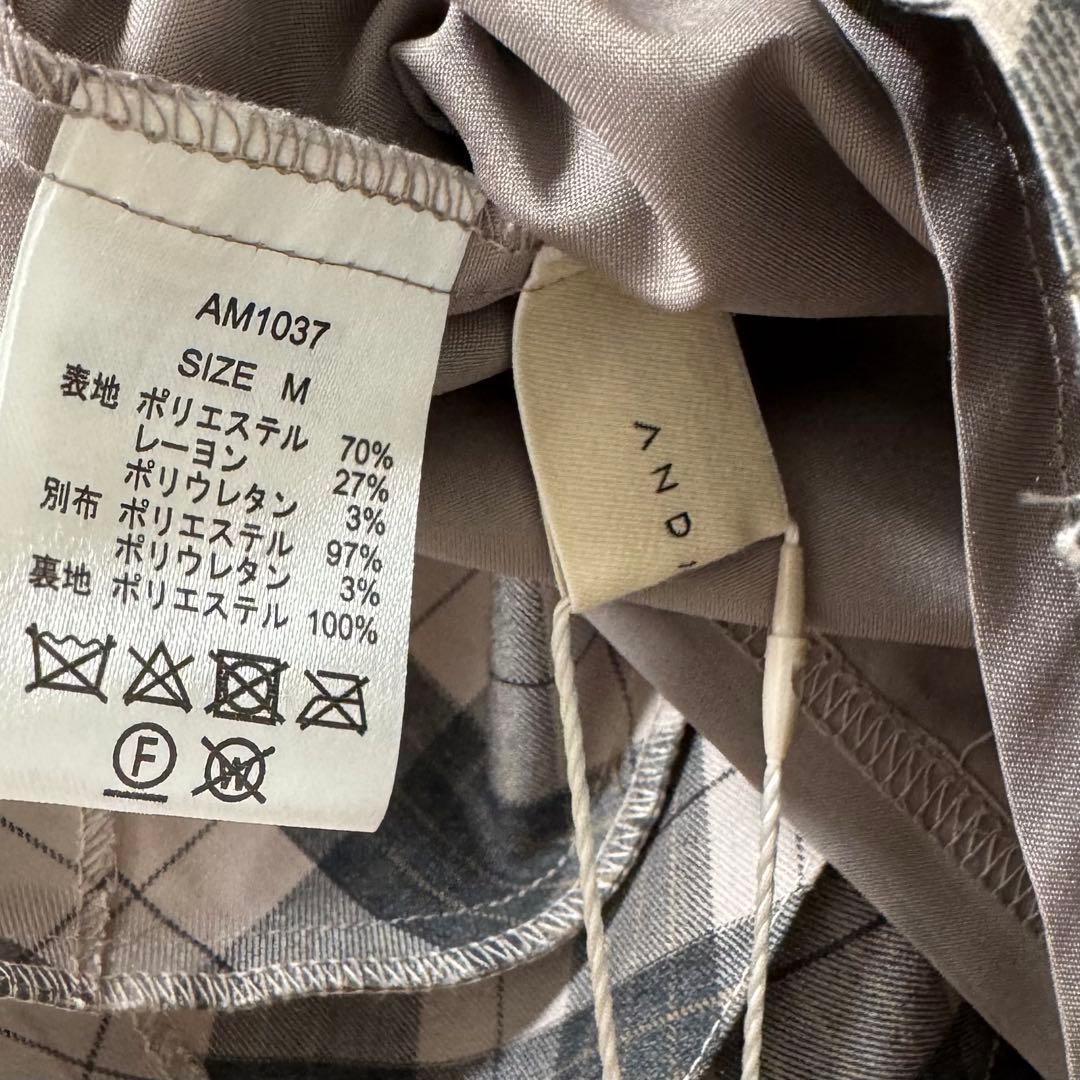 AM1037
SIZE M
表地 ポリエステル 70%
レーヨン 27%
ポリウレタン 3%
別布 ポリエステル 97%
ポリウレタン 3%
裏地 ポリエステル 100%
F
W
AND